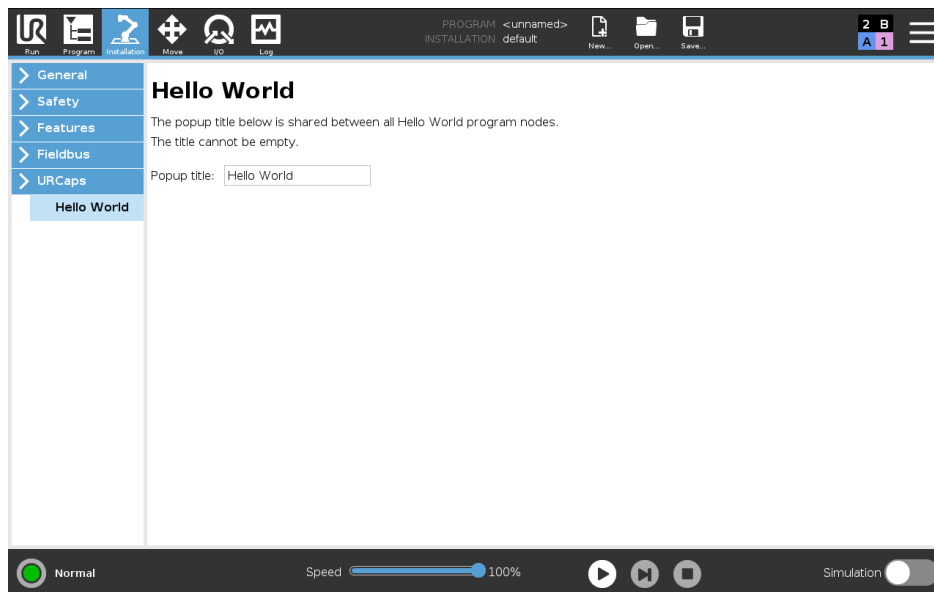 Run
Program
Installation
Move
I/O
Log
PROGRAM <unnamed>
INSTALLATION default
New...
Open...
Save...
2 B
A 1
General
Safety
Features
Fieldbus
URCaps
Hello World
Hello World
The popup title below is shared between all Hello World program nodes.
The title cannot be empty.
Popup title: Hello World
Normal
Speed 100%
Simulation